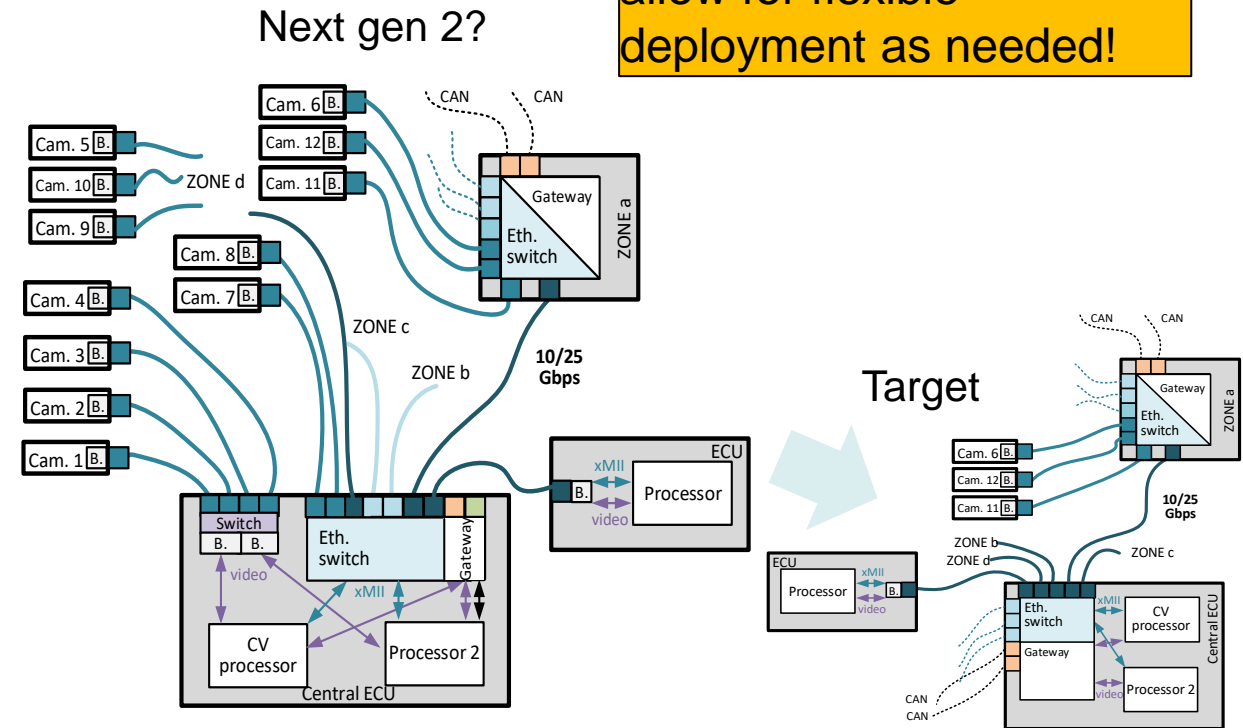 allow for flexible
deployment as needed!
Next gen 2?
Cam. 5 B.
Cam. 10 B.
Cam. 9 B.
ZONE d
Cam. 6 B.
Cam. 12 B.
Cam. 11 B.
CAN
CAN
Gateway
Eth.
switch
ZONE a
Cam. 8 B.
Cam. 7 B.
Cam. 4 B.
Cam. 3 B.
Cam. 2 B.
Cam. 1 B.
ZONE c
ZONE b
10/25
Gbps
ECU
B.
xMII
video
Processor
Switch
B. B.
video
Eth.
switch
Gateway
xMII
CV
processor
Processor 2
Central ECU
Target
CAN
CAN
Gateway
Eth.
switch
ZONE a
Cam. 6 B.
Cam. 12 B.
Cam. 11 B.
10/25
Gbps
ZONE b
ZONE d
ZONE c
ECU
Processor
xMII
video
B.
Eth.
switch
Gateway
xMII
CV
processor
video
Processor 2
Central ECU
CAN
CAN